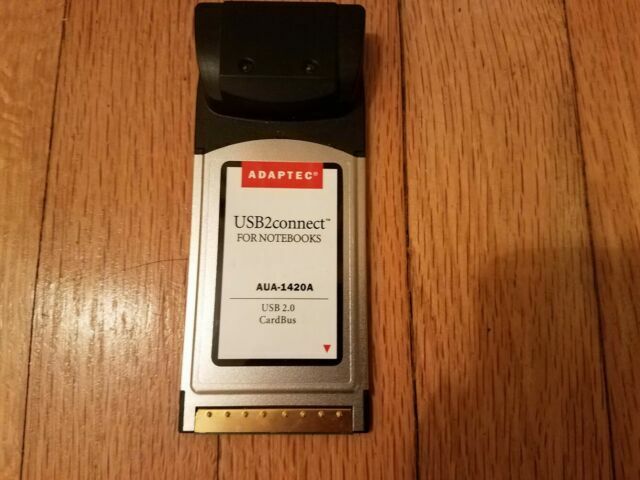 ADAPTEC®
USB2connect™
FOR NOTEBOOKS
AUA-1420A
USB 2.0
CardBus